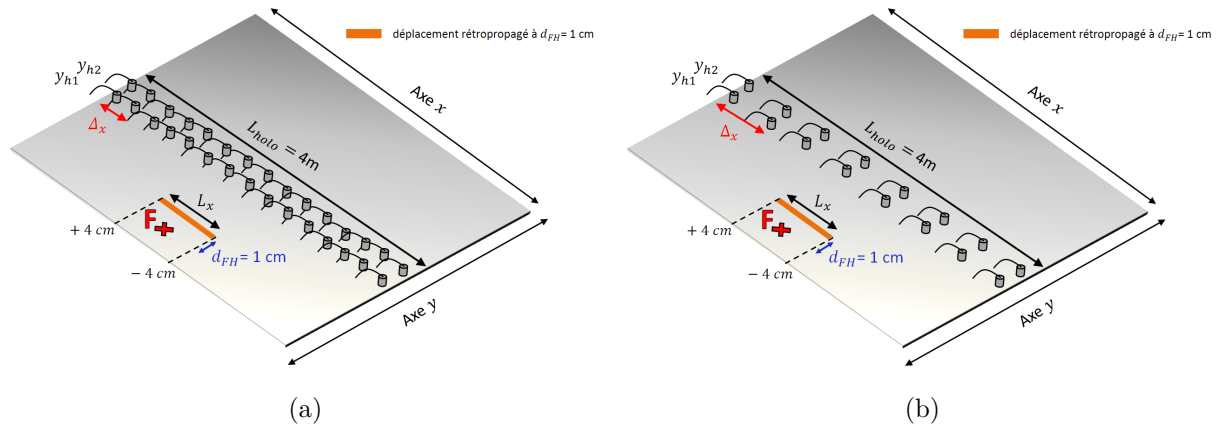 déplacement rétropropagé à d_FH = 1 cm
y_h1 y_h2
Axe x
Δ_x
L_holo = 4m
L_x
F
+ 4 cm
d_FH = 1 cm
− 4 cm
Axe y
(a)
déplacement rétropropagé à d_FH = 1 cm
y_h1 y_h2
Axe x
Δ_x
L_holo = 4m
L_x
F
+ 4 cm
d_FH = 1 cm
− 4 cm
Axe y
(b)